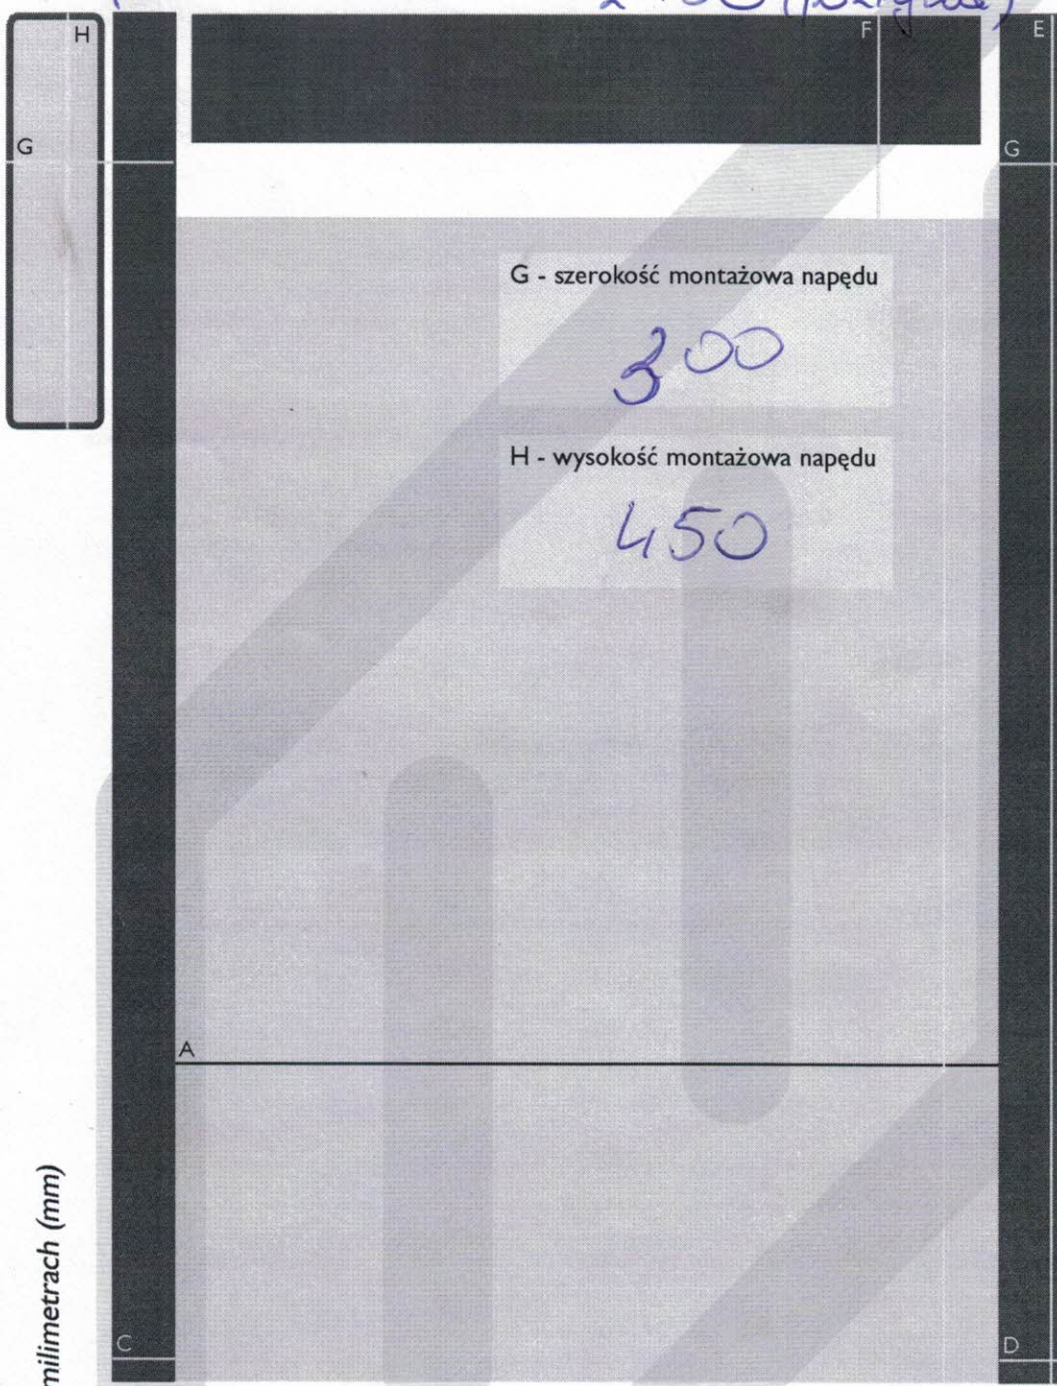 H
F
E
G
G
G - szerokość montażowa napędu
300
H - wysokość montażowa napędu
450
A
milimetrach (mm)
C
D